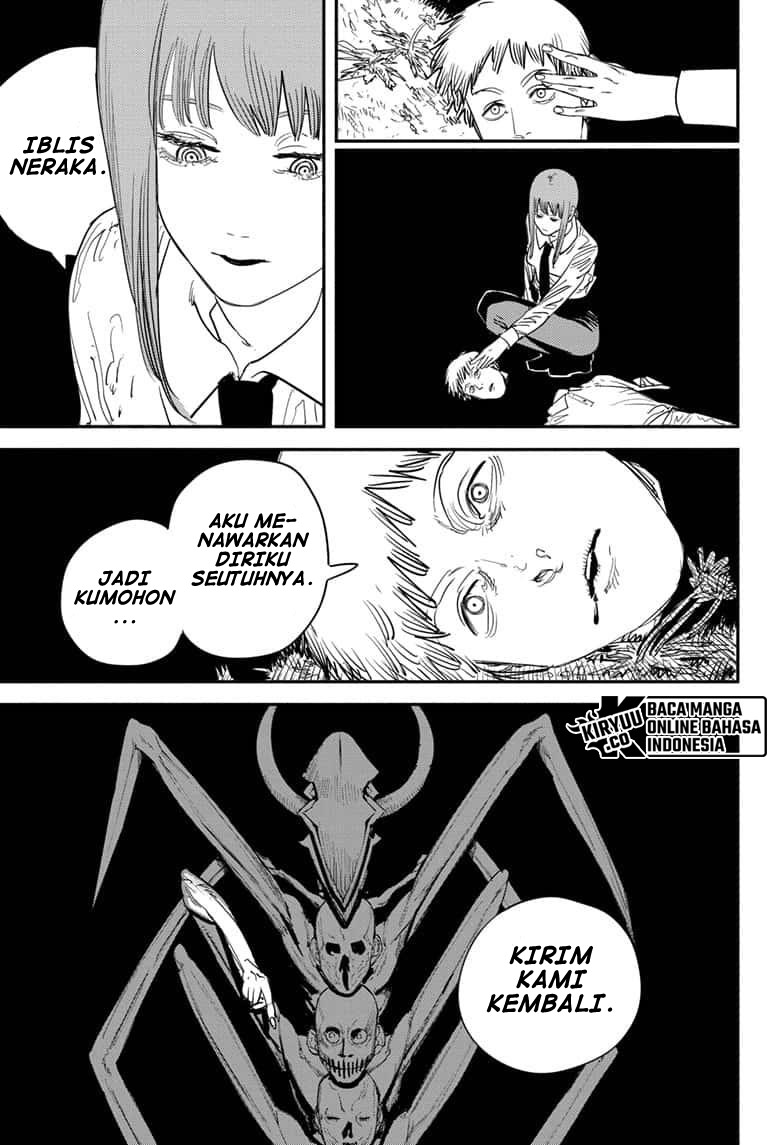 IBLIS
NERAKA.
AKU ME-
NAWARKAN
DIRIKU
SEUTUHNYA.
JADI
KUMOHON
...
KIRYUU
.CO
BACA MANGA
ONLINE BAHASA
INDONESIA
KIRIM
KAMI
KEMBALI.